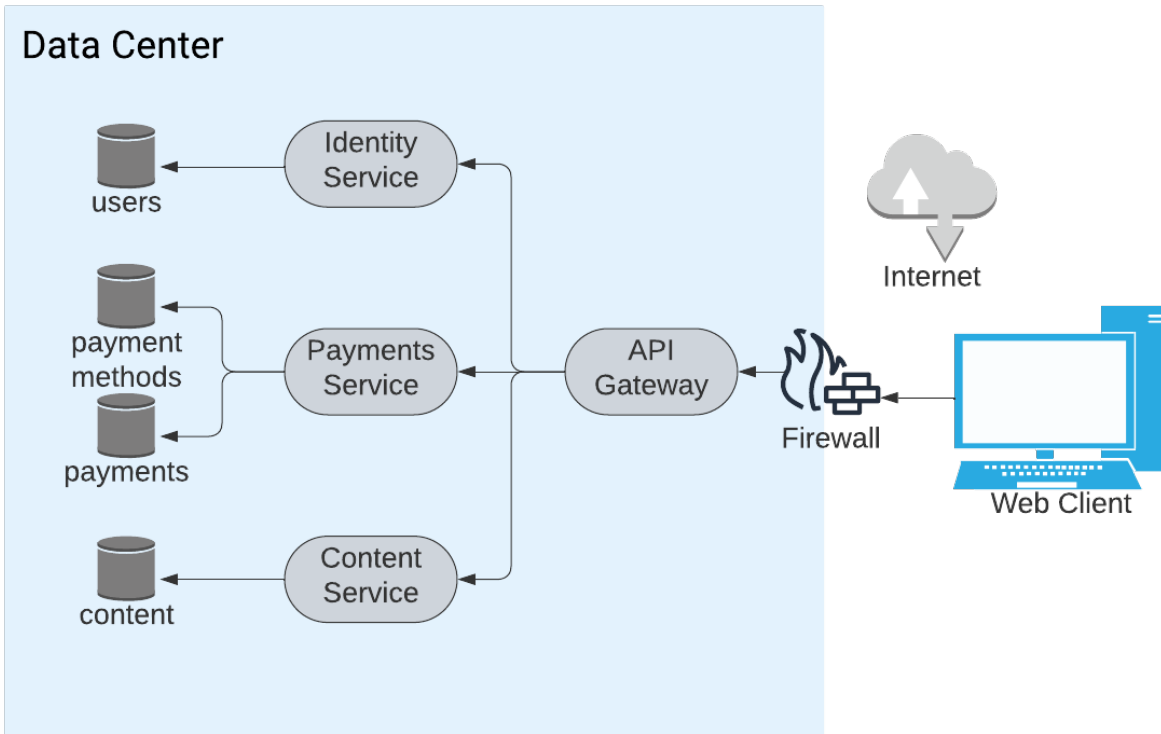 Data Center
Identity
Service
users
Internet
payment
methods
Payments
Service
API
Gateway
Firewall
payments
Web Client
Content
Service
content